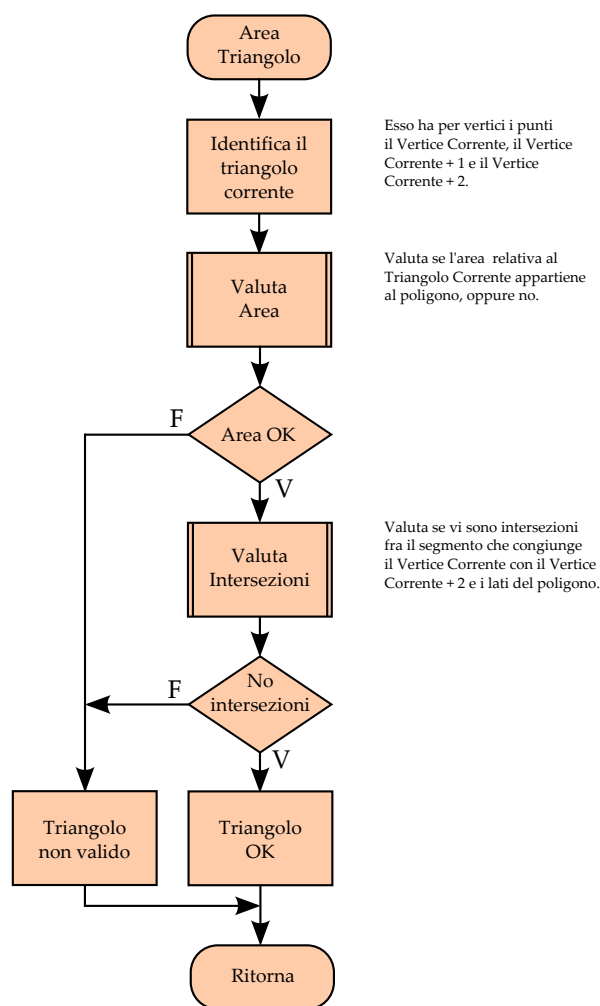 Area
Triangolo
Identifica il
triangolo
corrente
Esso ha per vertici i punti
il Vertice Corrente, il Vertice
Corrente + 1 e il Vertice
Corrente + 2.
Valuta
Area
Valuta se l'area relativa al
Triangolo Corrente appartiene
al poligono, oppure no.
F
Area OK
V
Valuta
Intersezioni
Valuta se vi sono intersezioni
fra il segmento che congiunge
il Vertice Corrente con il Vertice
Corrente + 2 e i lati del poligono.
F
No
intersezioni
V
Triangolo
non valido
Triangolo
OK
Ritorna